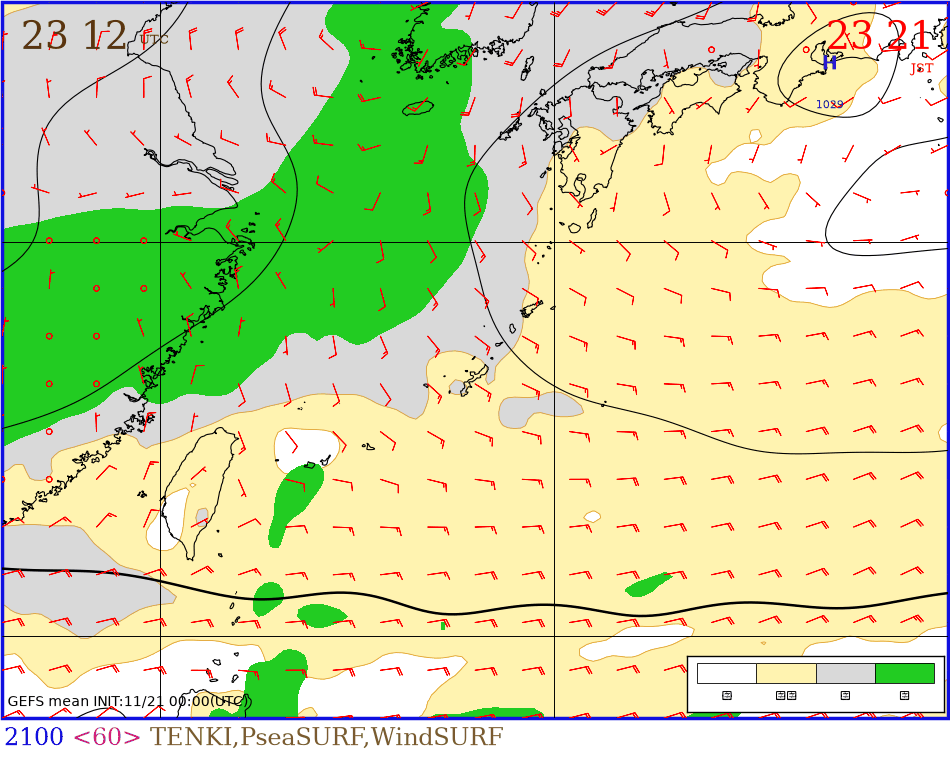 23 12 UTC
23 21
JST
H
1029
GEFS mean INIT:11/21 00:00(UTC)
2100 <60> TENKI,PseaSURF,WindSURF